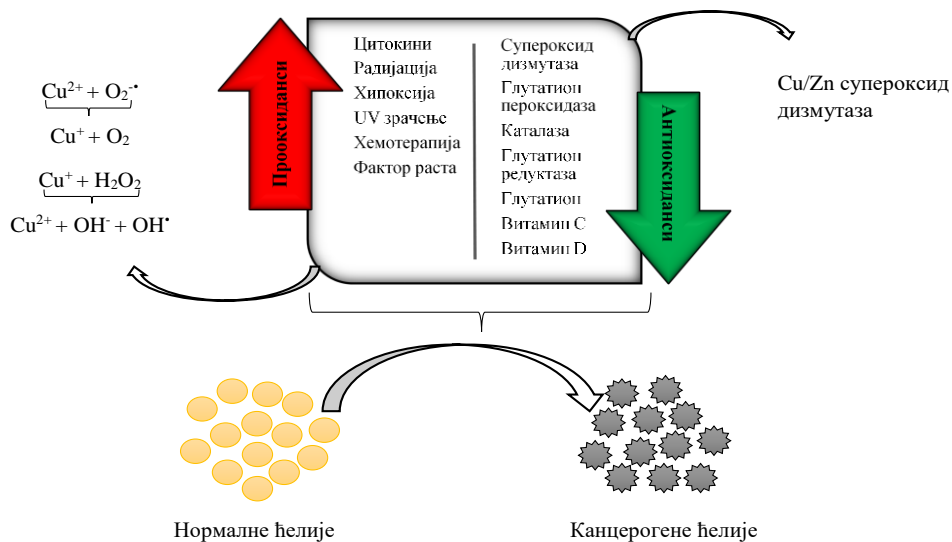 Cu²⁺ + O₂⁻•
Cu⁺ + O₂
Cu⁺ + H₂O₂
Cu²⁺ + OH⁻ + OH•
Прооксиданси
Цитокини
Радијација
Хипоксија
UV зрачење
Хемотерапија
Фактор раста
Супероксид
дизмутаза
Глутатион
пероксидаза
Каталаза
Глутатион
редуктаза
Глутатион
Витамин C
Витамин D
Антиоксиданси
Cu/Zn супероксид
дизмутаза
Нормалне ћелије
Канцерогене ћелије